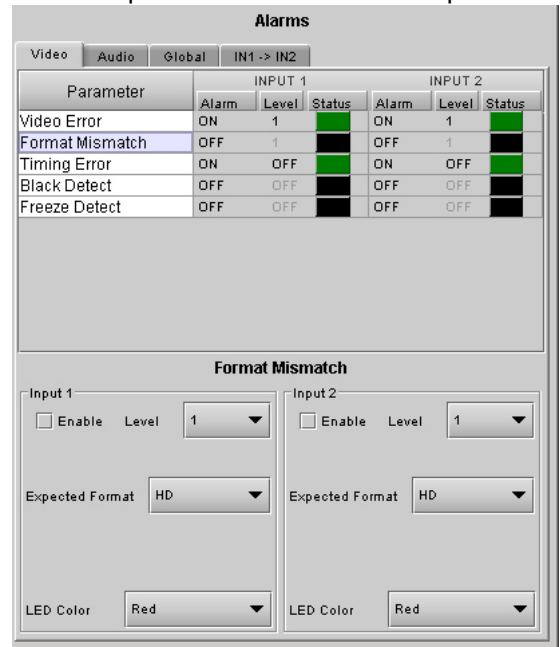 Alarms
Video Audio Global IN1 -> IN2
Parameter INPUT 1 INPUT 2
Alarm Level Status Alarm Level Status
Video Error ON 1 ON 1
Format Mismatch OFF 1 OFF 1
Timing Error ON OFF ON OFF
Black Detect OFF OFF OFF OFF
Freeze Detect OFF OFF OFF OFF
Format Mismatch
Input 1 Input 2
Enable Level 1 Enable Level 1
Expected Format HD Expected Format HD
LED Color Red LED Color Red